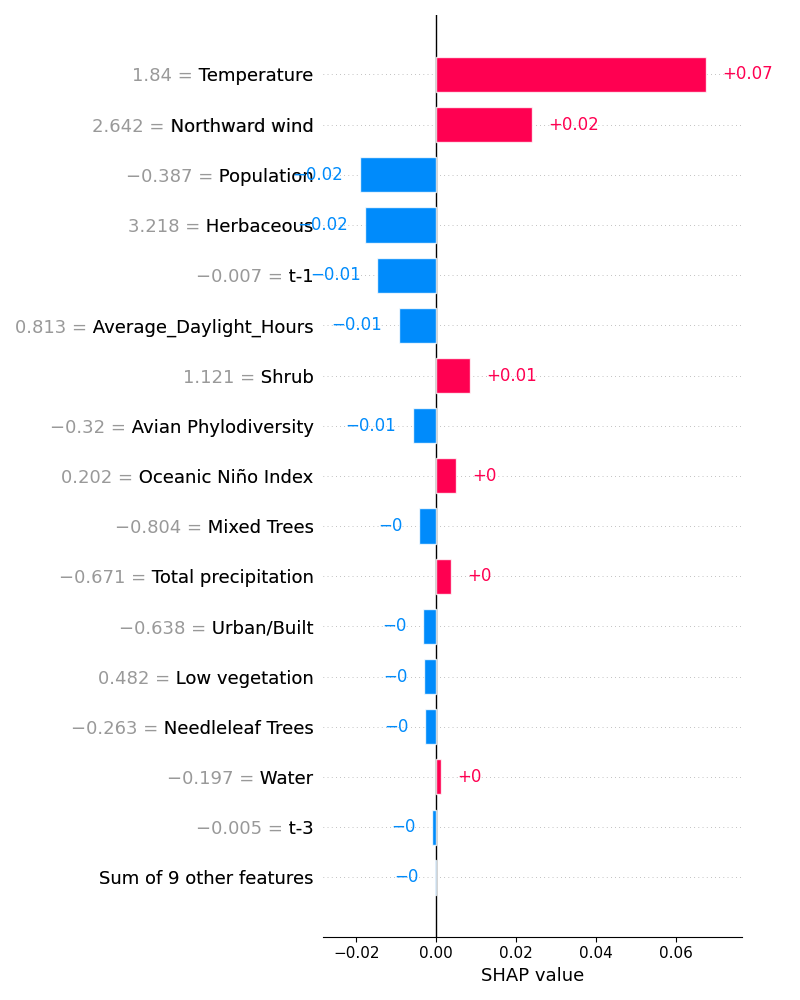 1.84 = Temperature +0.07
2.642 = Northward wind +0.02
−0.387 = Population −0.02
3.218 = Herbaceous −0.02
−0.007 = t-1 −0.01
0.813 = Average_Daylight_Hours −0.01
1.121 = Shrub +0.01
−0.32 = Avian Phylodiversity −0.01
0.202 = Oceanic Niño Index +0
−0.804 = Mixed Trees −0
−0.671 = Total precipitation +0
−0.638 = Urban/Built −0
0.482 = Low vegetation −0
−0.263 = Needleleaf Trees −0
−0.197 = Water +0
−0.005 = t-3 −0
Sum of 9 other features −0
−0.02 0.00 0.02 0.04 0.06
SHAP value